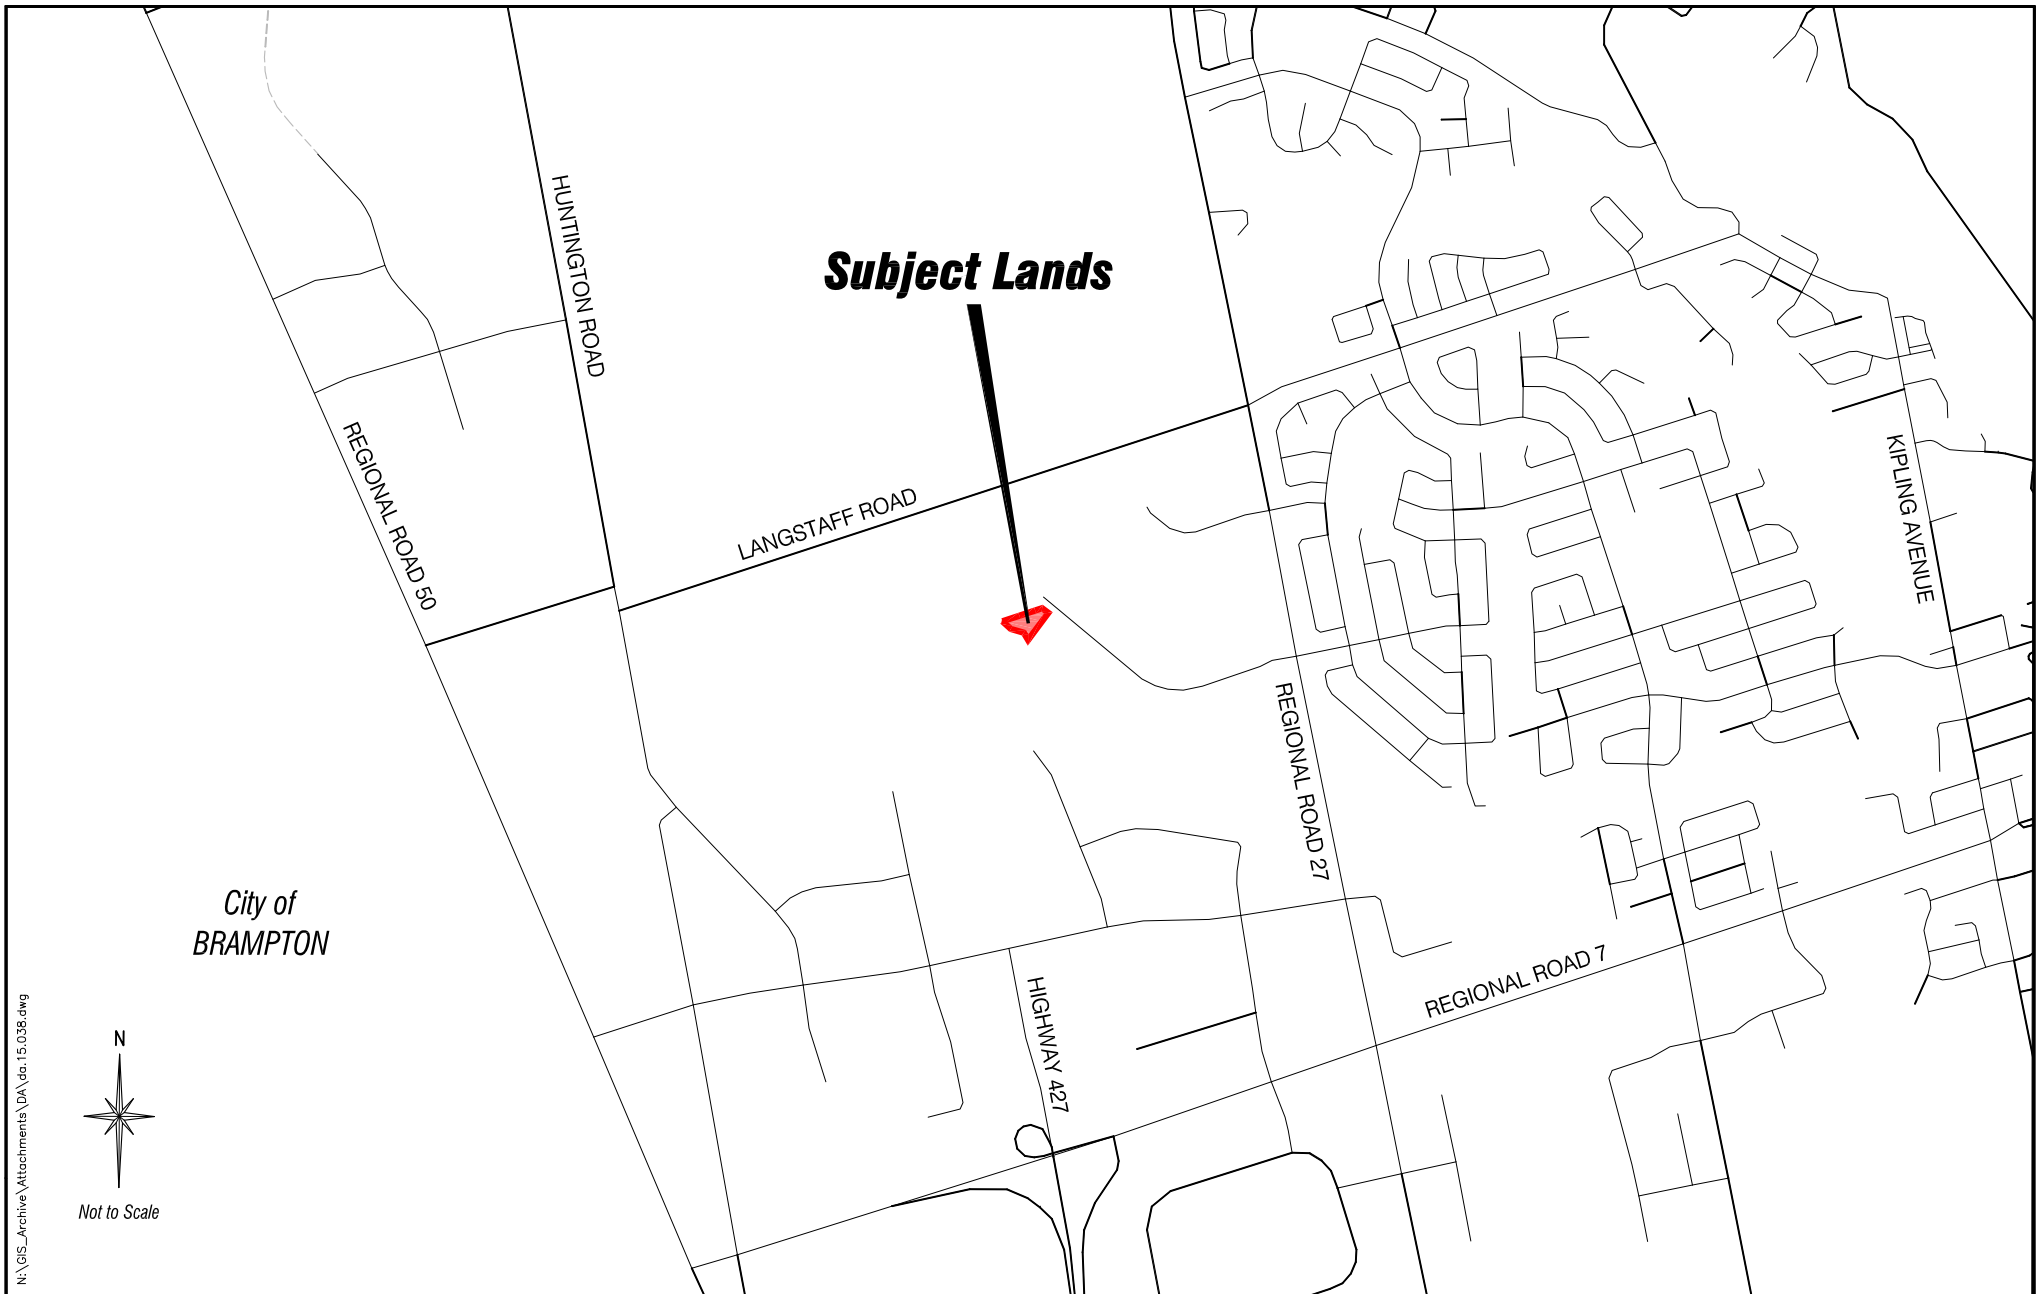 HUNTINGTON ROAD
Subject Lands
REGIONAL ROAD 50
LANGSTAFF ROAD
KIPLING AVENUE
REGIONAL ROAD 27
City of
BRAMPTON
REGIONAL ROAD 7
HIGHWAY 427
N
Not to Scale
N:\GIS_Archive\Attachments\DA\da.15.038.dwg